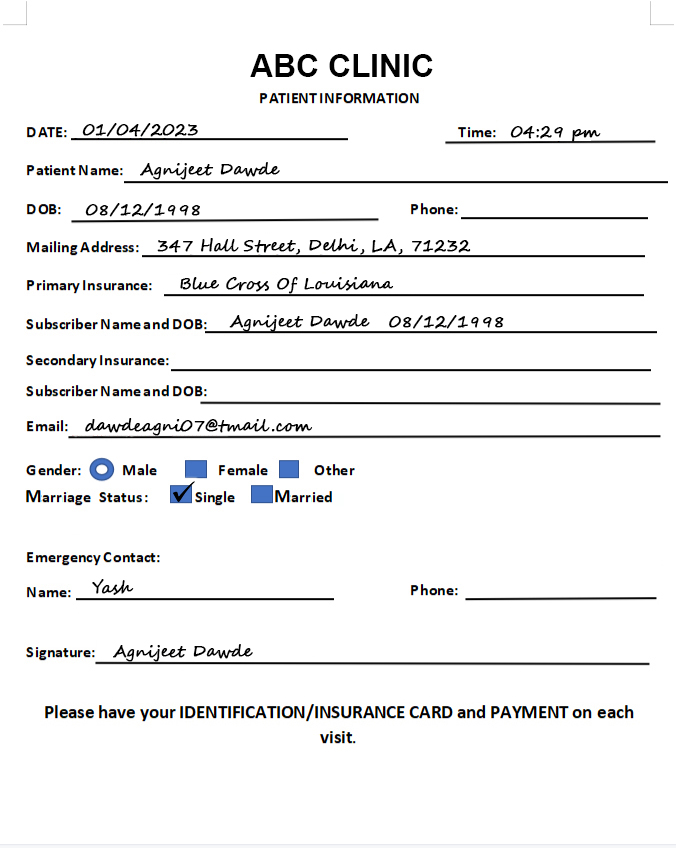 ABC CLINIC
PATIENT INFORMATION
DATE: 01/04/2023 Time: 04:29 pm
Patient Name: Agnijeet Dawde
DOB: 08/12/1998 Phone:
Mailing Address: 347 Hall Street, Delhi, LA, 71232
Primary Insurance: Blue Cross Of Louisiana
Subscriber Name and DOB: Agnijeet Dawde 08/12/1998
Secondary Insurance:
Subscriber Name and DOB:
Email: dawdeagni07@tmail.com
Gender: Male Female Other
Marriage Status: Single Married
Emergency Contact:
Name: Yash Phone:
Signature: Agnijeet Dawde
Please have your IDENTIFICATION/INSURANCE CARD and PAYMENT on each
visit.